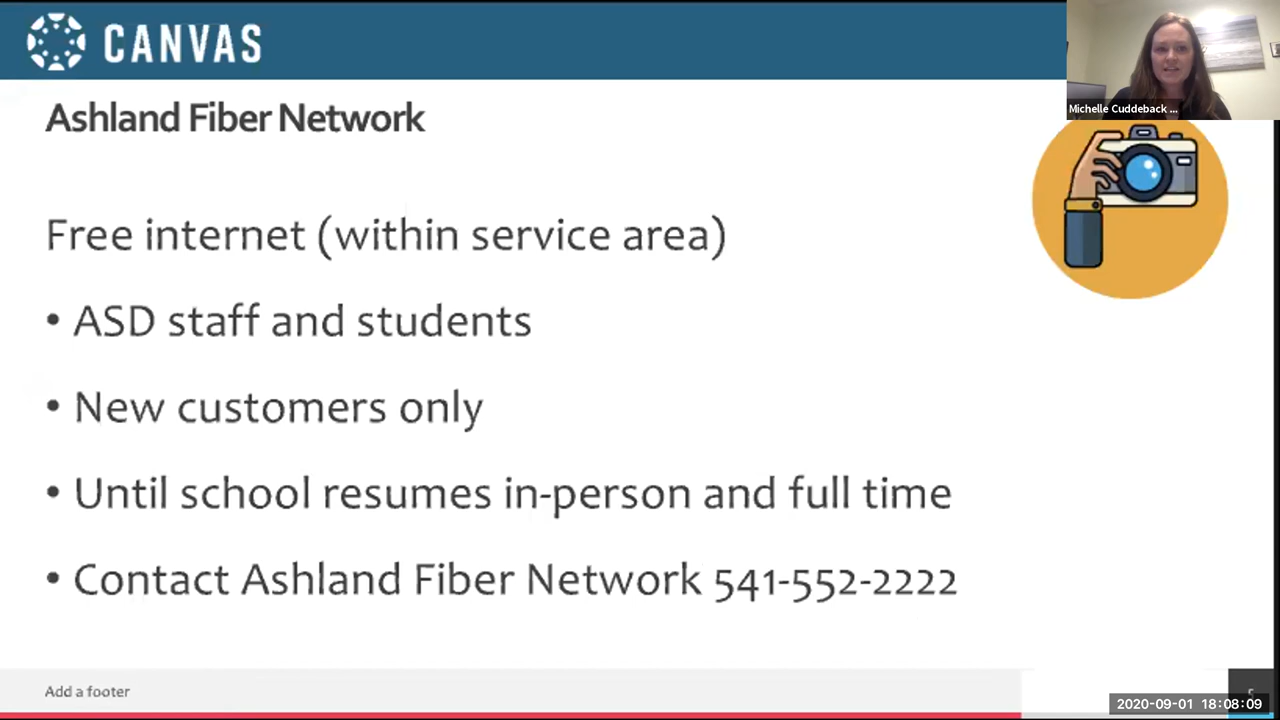 CANVAS
Michelle Cuddeback ...
Ashland Fiber Network
Free internet (within service area)
• ASD staff and students
• New customers only
• Until school resumes in-person and full time
• Contact Ashland Fiber Network 541-552-2222
Add a footer
5
2020-09-01 18:08:09